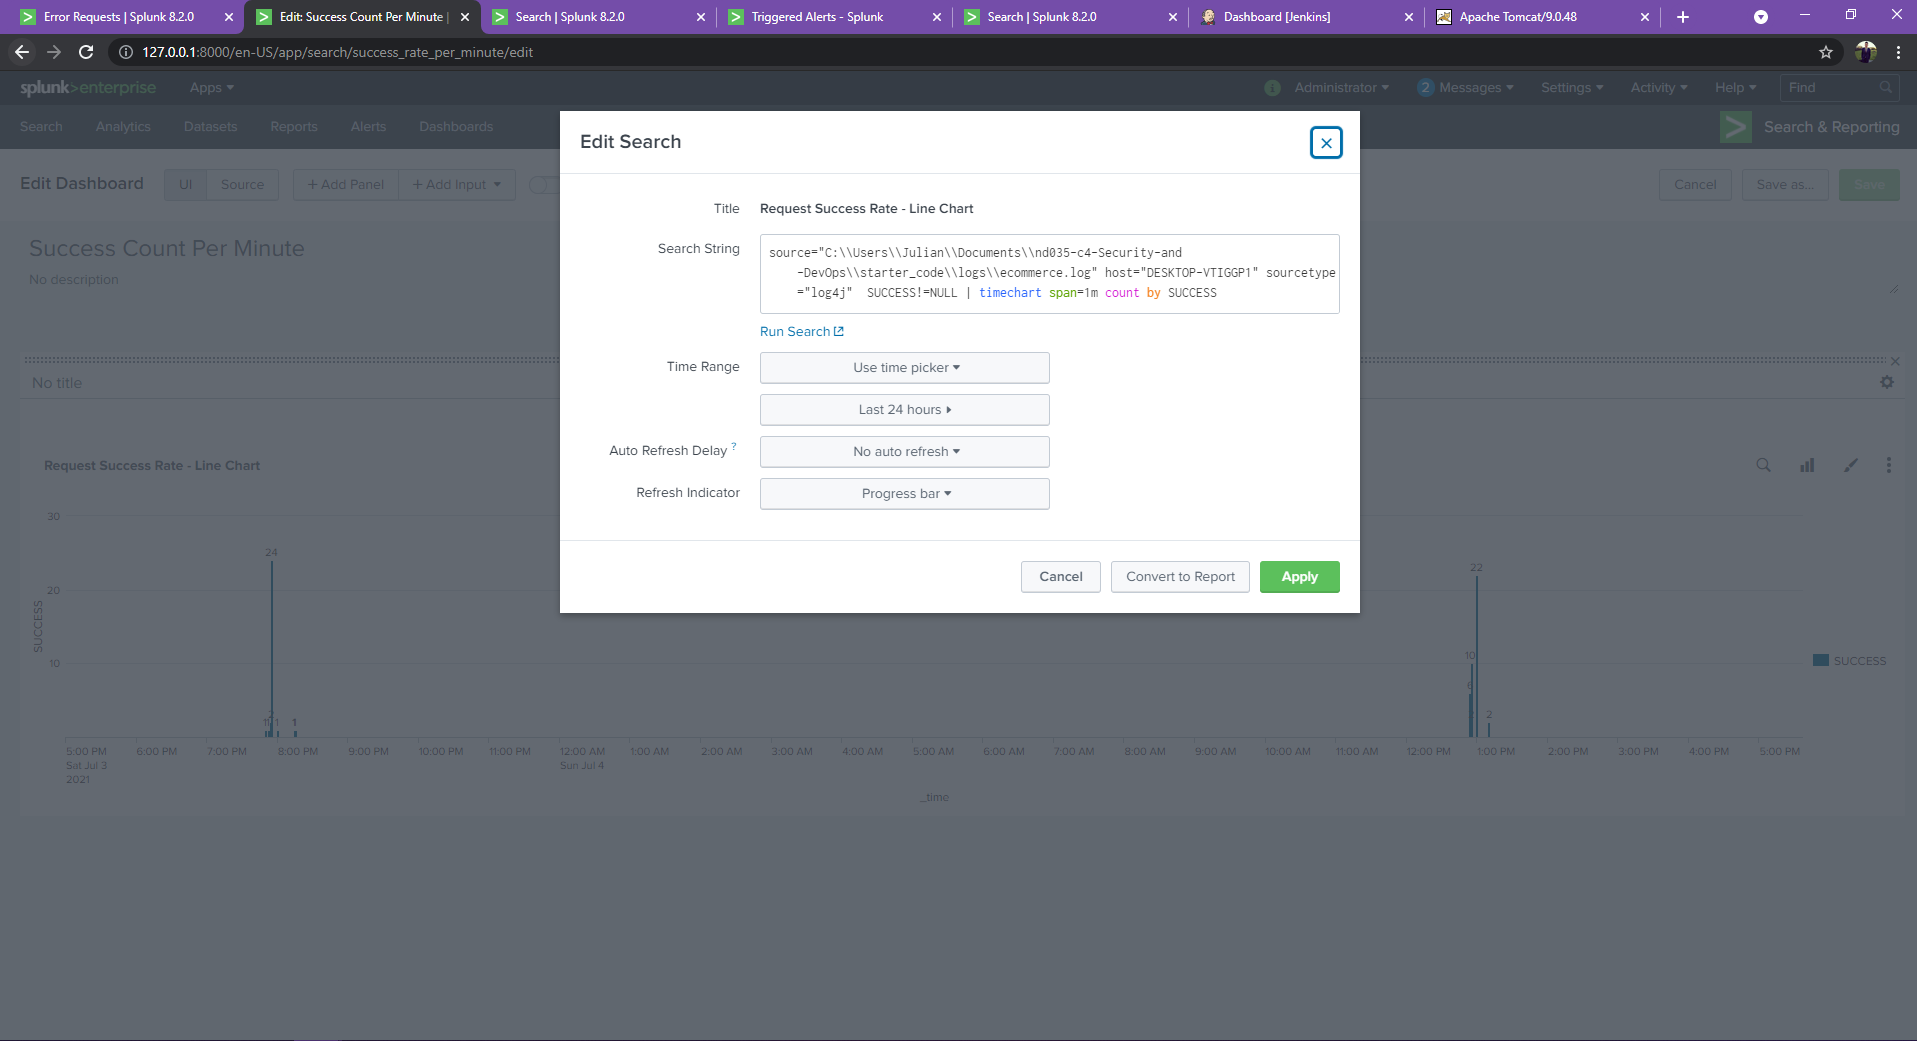 Error Requests | Splunk 8.2.0
Edit: Success Count Per Minute |
Search | Splunk 8.2.0
Triggered Alerts - Splunk
Search | Splunk 8.2.0
Dashboard [Jenkins]
Apache Tomcat/9.0.48
127.0.0.1:8000/en-US/app/search/success_rate_per_minute/edit
splunk>enterprise Apps
i Administrator 2 Messages Settings Activity Help Find
Search Analytics Datasets Reports Alerts Dashboards
Search & Reporting
Edit Dashboard UI Source + Add Panel + Add Input
Cancel Save as... Save
Success Count Per Minute
No description
No title
Edit Search
Title Request Success Rate - Line Chart
Search String
source="C:\\Users\\Julian\\Documents\\nd035-c4-Security-and
-DevOps\\starter_code\\logs\\ecommerce.log" host="DESKTOP-VTIGGP1" sourcetype
="log4j"  SUCCESS!=NULL | timechart span=1m count by SUCCESS
Run Search
Time Range Use time picker
Last 24 hours
Auto Refresh Delay ? No auto refresh
Refresh Indicator Progress bar
Cancel Convert to Report Apply
Request Success Rate - Line Chart
30
20
10
SUCCESS
24
2
1 1
1
22
10
6
2
SUCCESS
5:00 PM 6:00 PM 7:00 PM 8:00 PM 9:00 PM 10:00 PM 11:00 PM 12:00 AM 1:00 AM 2:00 AM 3:00 AM 4:00 AM 5:00 AM 6:00 AM 7:00 AM 8:00 AM 9:00 AM 10:00 AM 11:00 AM 12:00 PM 1:00 PM 2:00 PM 3:00 PM 4:00 PM 5:00 PM
Sat Jul 3 Sun Jul 4
2021
_time